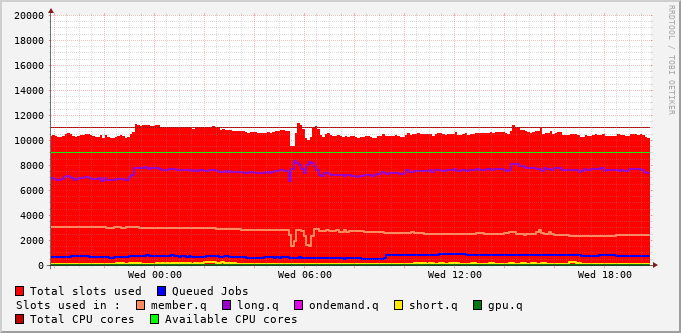 20000
18000
16000
14000
12000
10000
8000
6000
4000
2000
0
Wed 00:00 Wed 06:00 Wed 12:00 Wed 18:00
RRDTOOL / TOBI OETIKER
Total slots used Queued Jobs
Slots used in : member.q long.q ondemand.q short.q gpu.q
Total CPU cores Available CPU cores